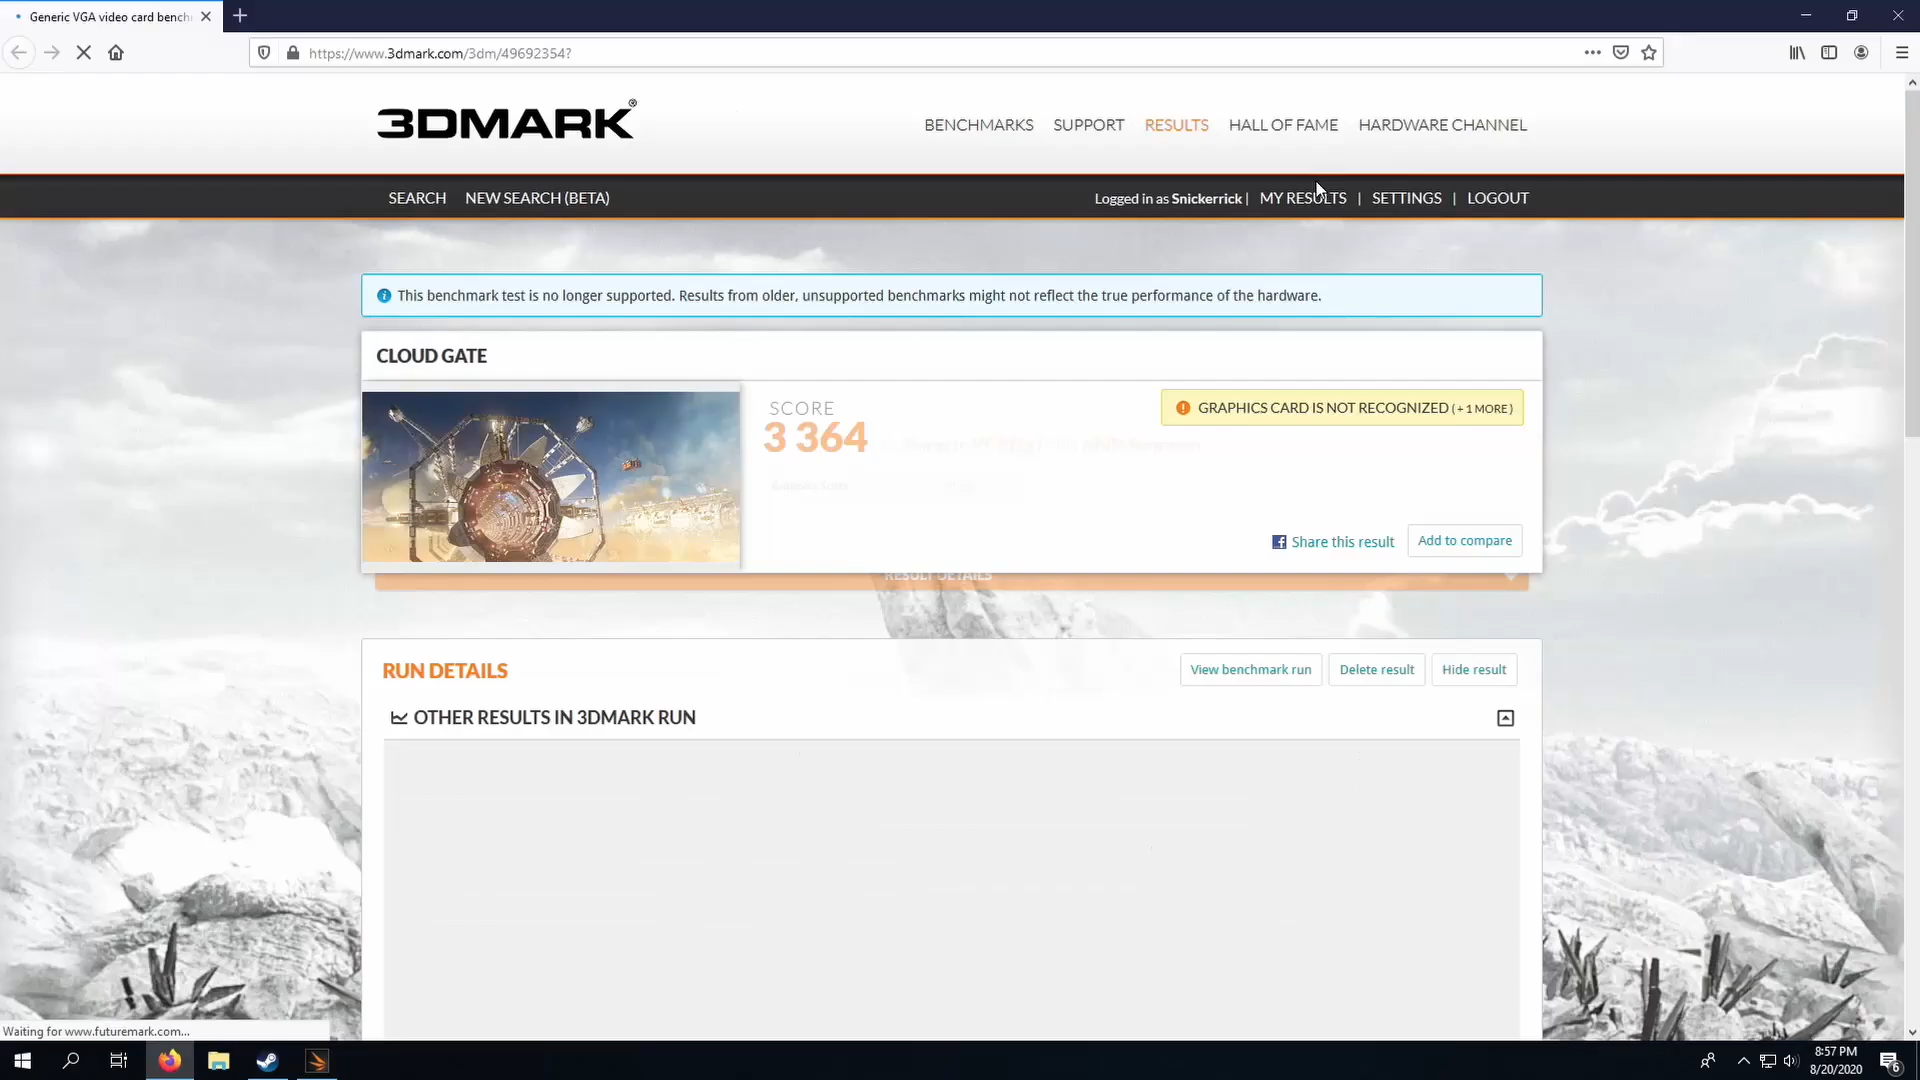 Generic VGA video card bench
https://www.3dmark.com/3dm/49692354?
3DMARK®
BENCHMARKS SUPPORT RESULTS HALL OF FAME HARDWARE CHANNEL
SEARCH NEW SEARCH (BETA) Logged in as Snickerrick | MY RESULTS | SETTINGS | LOGOUT
This benchmark test is no longer supported. Results from older, unsupported benchmarks might not reflect the true performance of the hardware.
CLOUD GATE
SCORE
3 364
GRAPHICS CARD IS NOT RECOGNIZED ( + 1 MORE )
Share this result Add to compare
RESULT DETAILS
RUN DETAILS View benchmark run Delete result Hide result
OTHER RESULTS IN 3DMARK RUN
Waiting for www.futuremark.com...
8:57 PM
8/20/2020
6